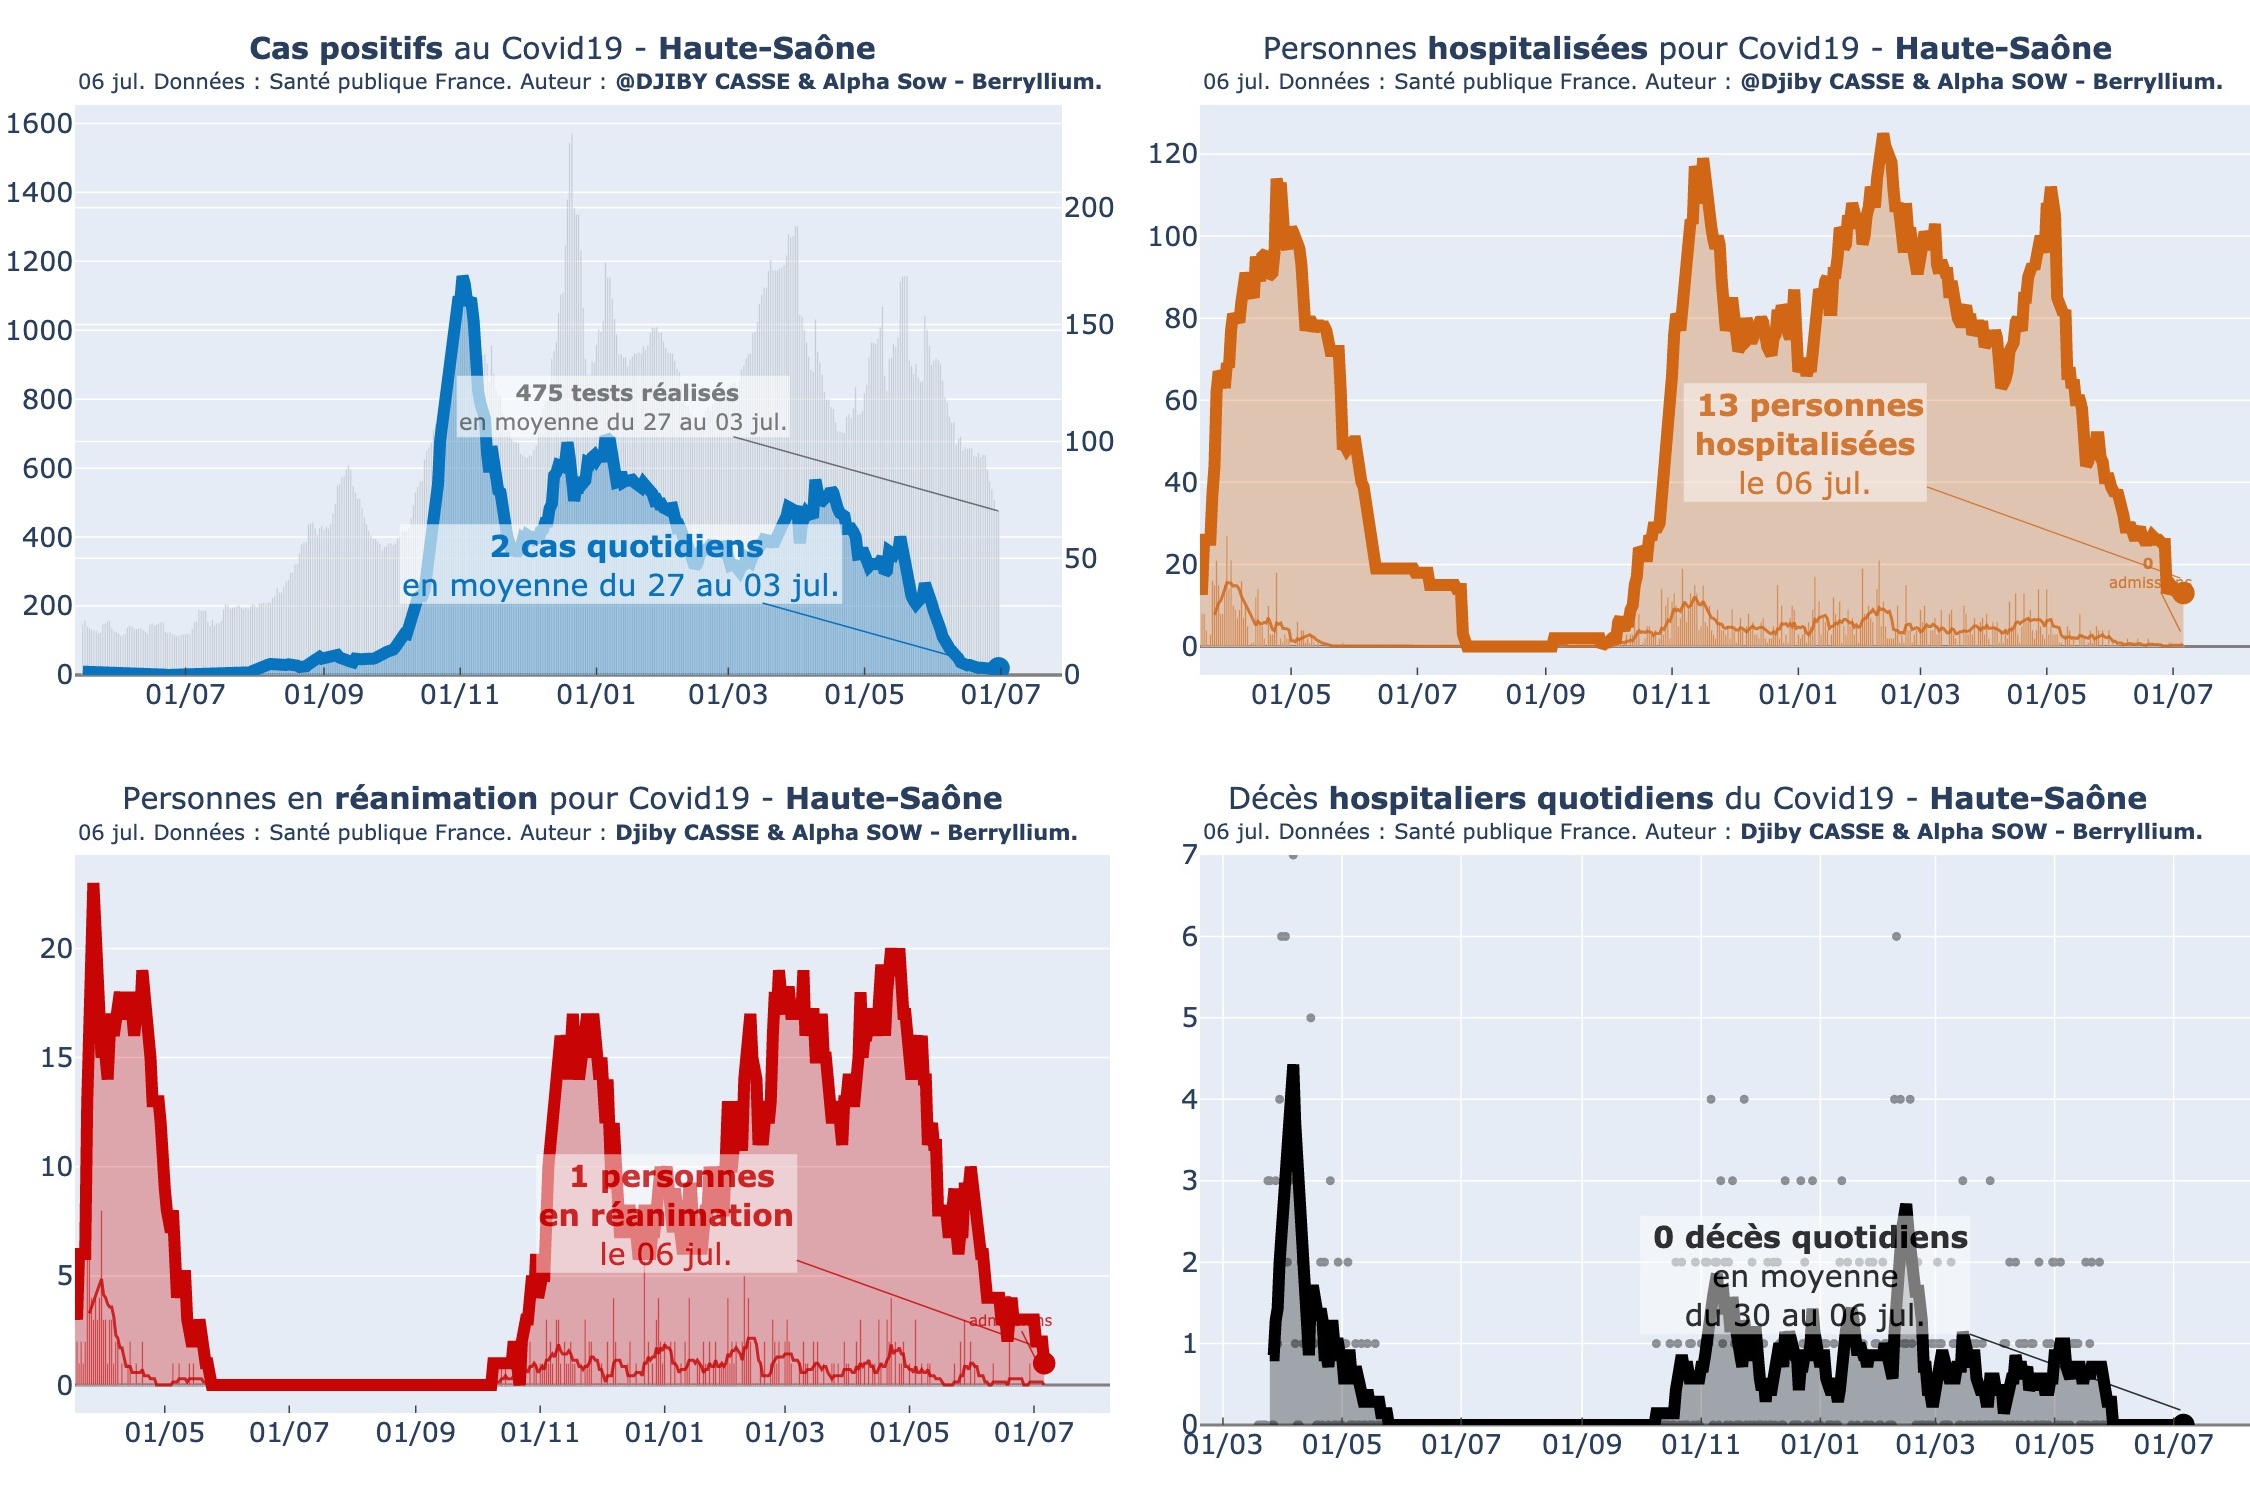 Cas positifs au Covid19 - Haute-Saône
06 jul. Données : Santé publique France. Auteur : @DJIBY CASSE & Alpha Sow - Berryllium.
1600
1400
1200
1000
800
600
400
200
0
200
150
100
50
0
475 tests réalisés
en moyenne du 27 au 03 jul.
2 cas quotidiens
en moyenne du 27 au 03 jul.
01/07 01/09 01/11 01/01 01/03 01/05 01/07
Personnes hospitalisées pour Covid19 - Haute-Saône
06 jul. Données : Santé publique France. Auteur : @Djiby CASSE & Alpha SOW - Berryllium.
120
100
80
60
40
20
0
13 personnes
hospitalisées
le 06 jul.
0
01/05 01/07 01/09 01/11 01/01 01/03 01/05 01/07
Personnes en réanimation pour Covid19 - Haute-Saône
06 jul. Données : Santé publique France. Auteur : Djiby CASSE & Alpha SOW - Berryllium.
20
15
10
5
0
1 personnes
en réanimation
le 06 jul.
01/05 01/07 01/09 01/11 01/01 01/03 01/05 01/07
Décès hospitaliers quotidiens du Covid19 - Haute-Saône
06 jul. Données : Santé publique France. Auteur : Djiby CASSE & Alpha SOW - Berryllium.
7
6
5
4
3
2
1
0
0 décès quotidiens
en moyenne
du 30 au 06 jul.
01/03 01/05 01/07 01/09 01/11 01/01 01/03 01/05 01/07